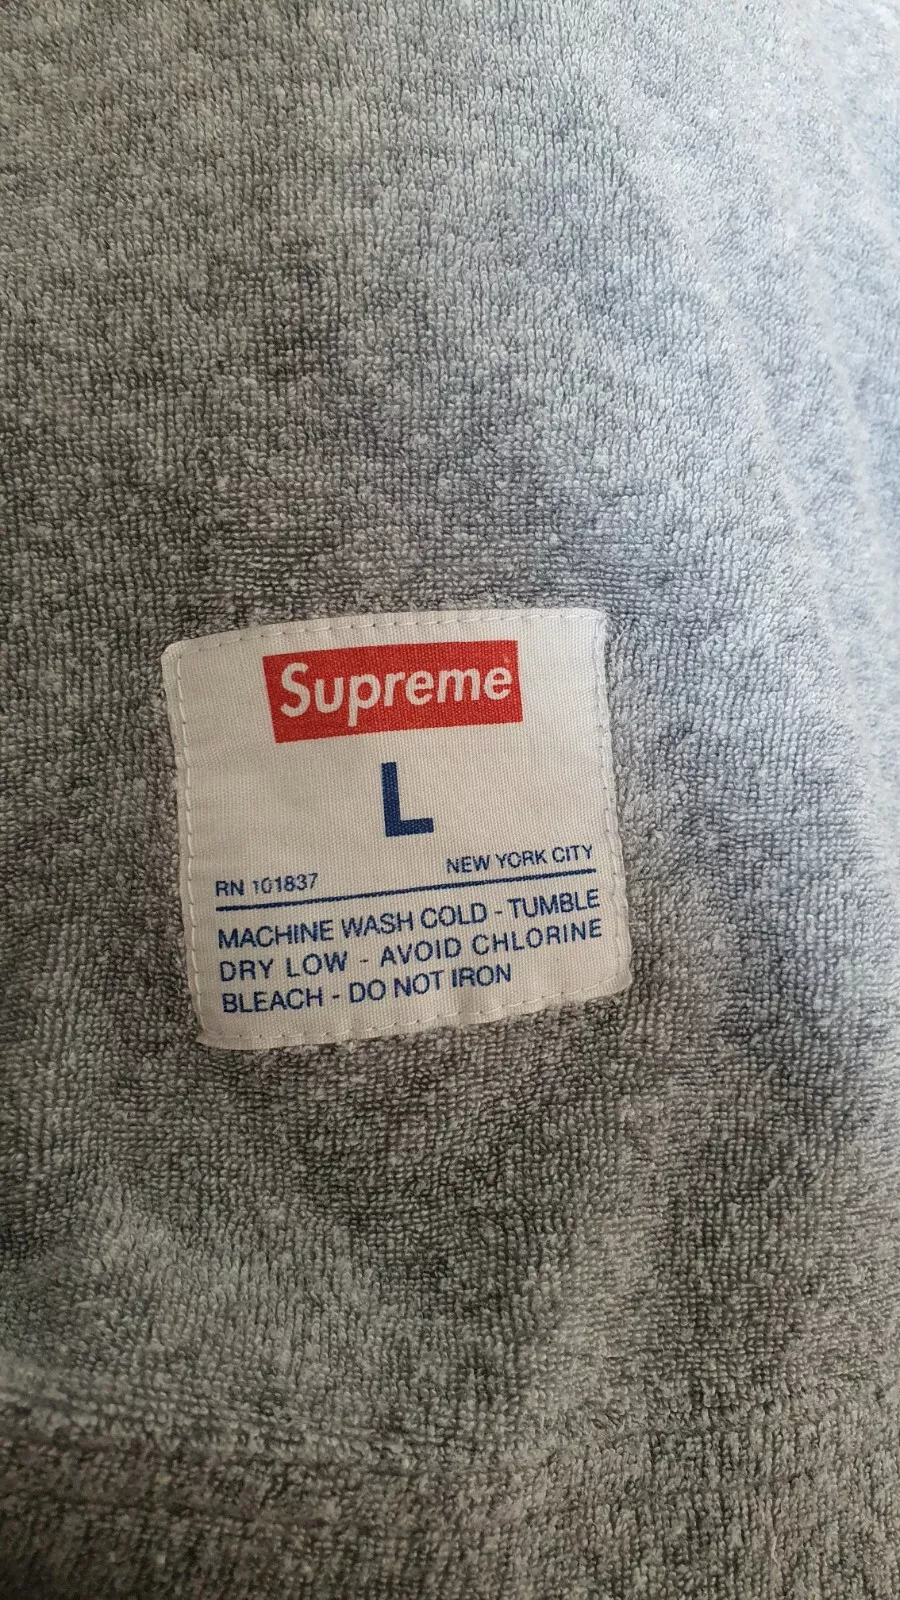 Supreme
L
RN 101837 NEW YORK CITY
MACHINE WASH COLD - TUMBLE
DRY LOW - AVOID CHLORINE
BLEACH - DO NOT IRON